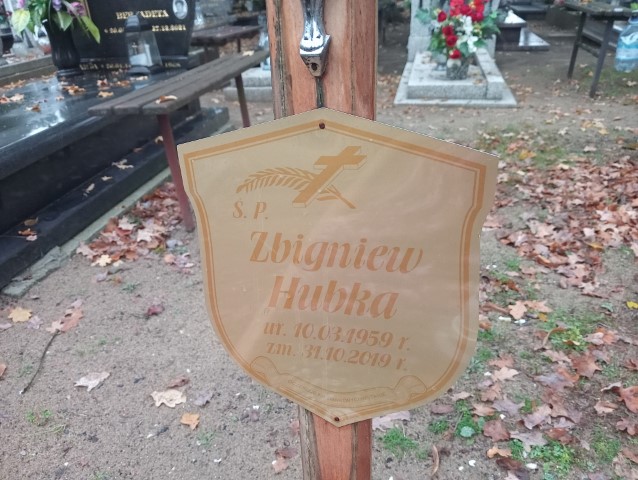 Ś. P.
Zbigniew
Hubka
ur. 10.03.1959 r.
zm. 31.10.2019 r.